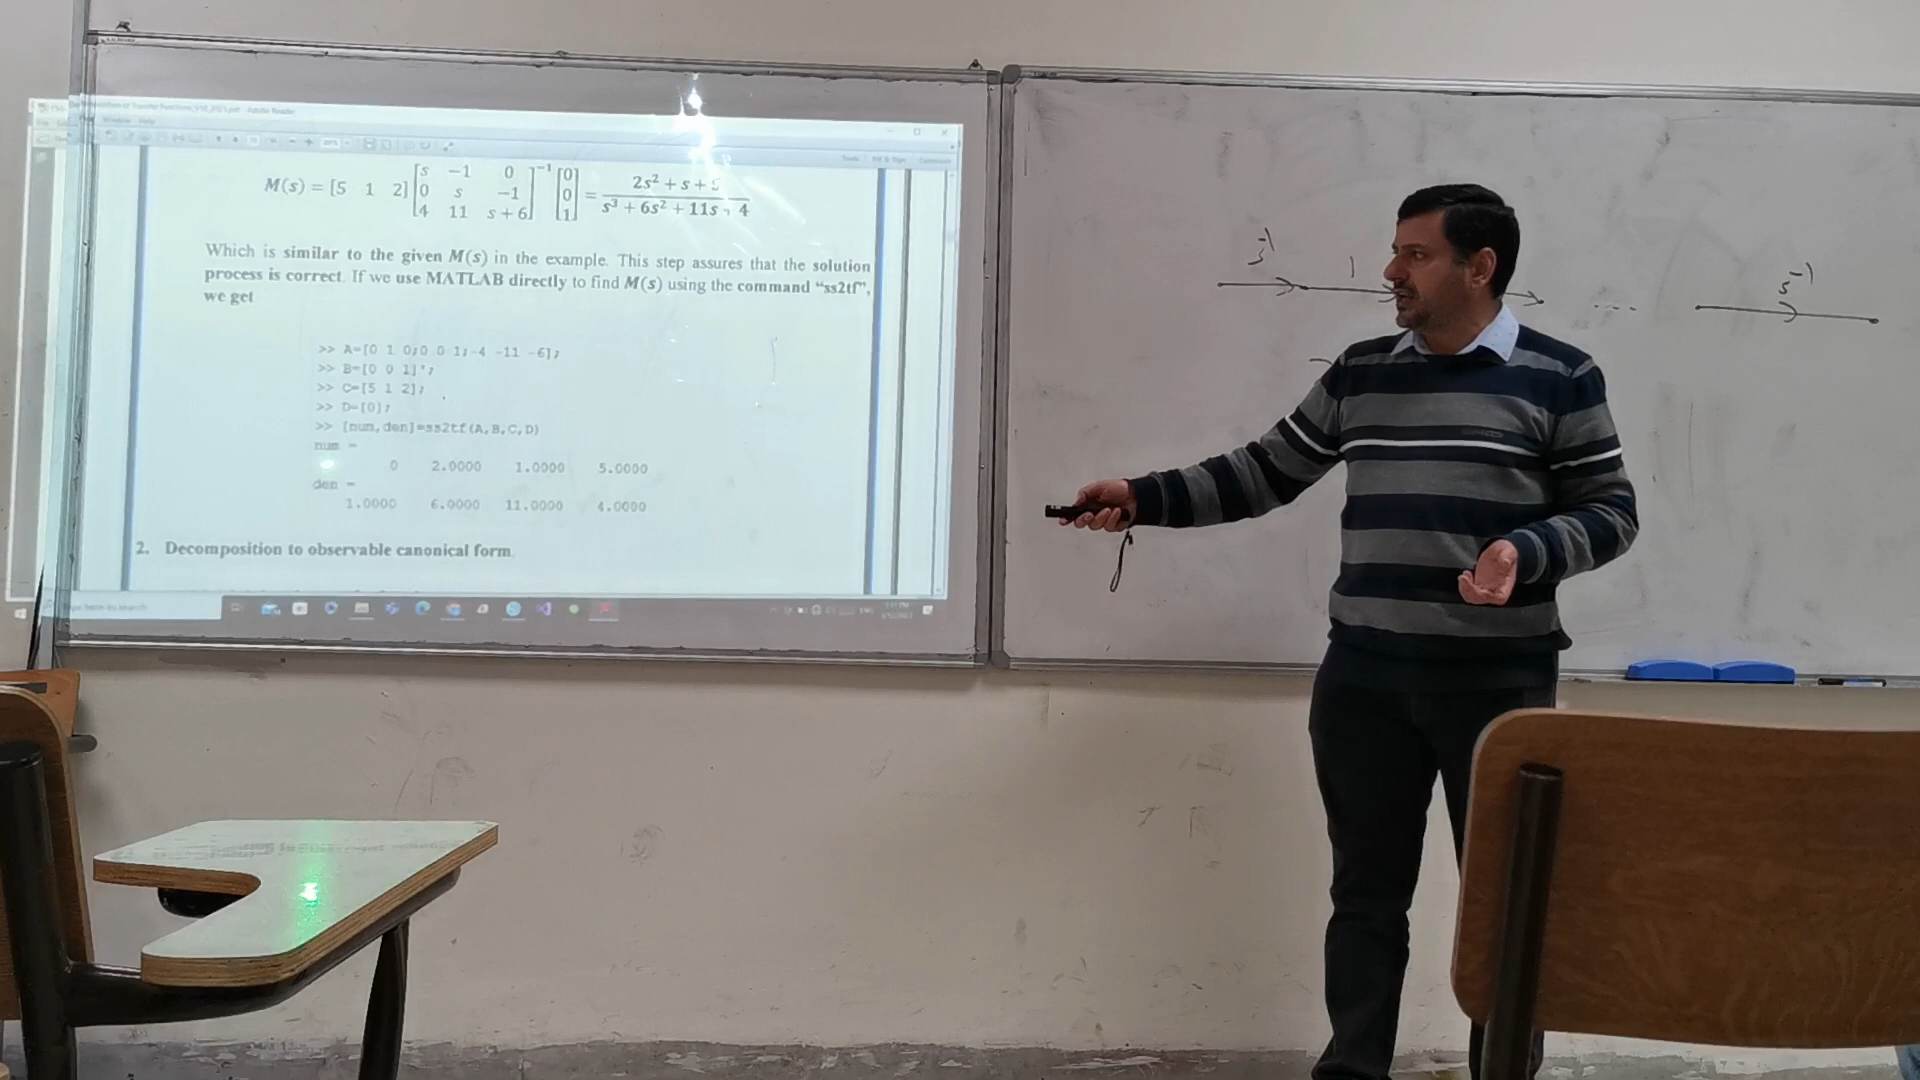 Adobe Reader
Window Help
M(s) = [5 1 2] [s −1 0; 0 s −1; 4 11 s + 6]⁻¹ [0; 0; 1] = (2s² + s + 5)/(s³ + 6s² + 11s + 4)
Which is similar to the given M(s) in the example. This step assures that the solution
process is correct. If we use MATLAB directly to find M(s) using the command “ss2tf”,
we get
>> A=[0 1 0;0 0 1;-4 -11 -6];
>> B=[0 0 1]';
>> C=[5 1 2];
>> D=[0];
>> [num,den]=ss2tf(A,B,C,D)
num =
0 2.0000 1.0000 5.0000
den =
1.0000 6.0000 11.0000 4.0000
2. Decomposition to observable canonical form.
s⁻¹ 1 .... s⁻¹